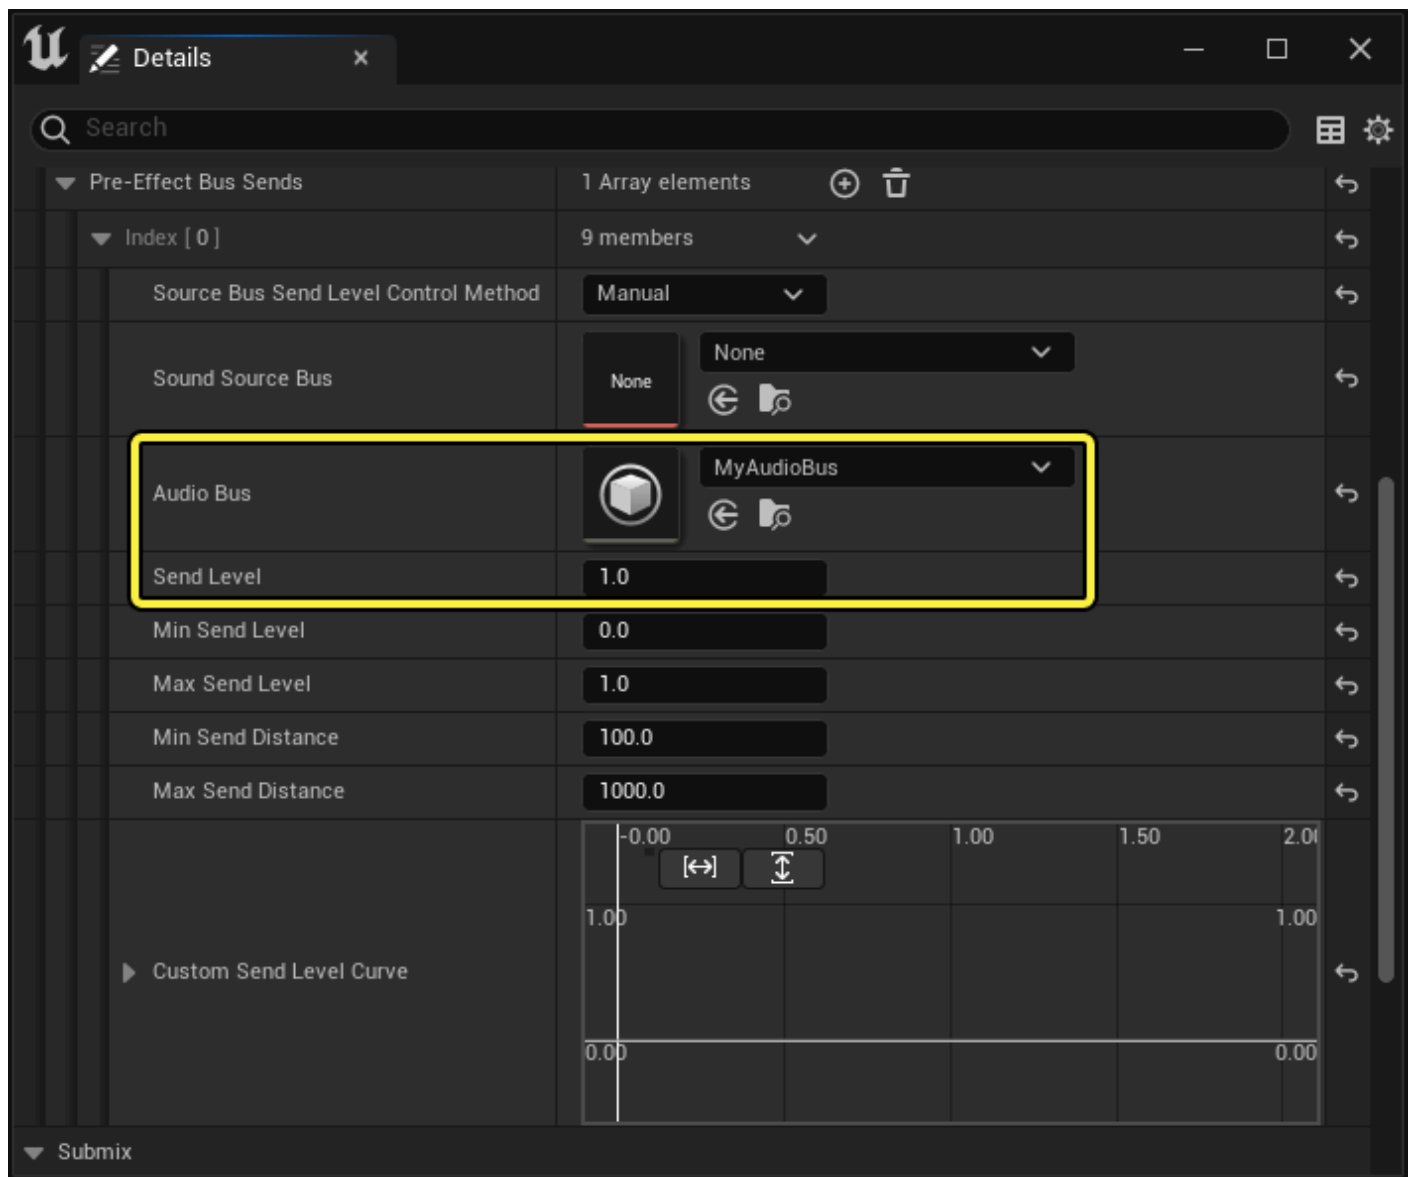 Details
Search
Pre-Effect Bus Sends 1 Array elements
Index [ 0 ] 9 members
Source Bus Send Level Control Method Manual
Sound Source Bus None None
Audio Bus MyAudioBus
Send Level 1.0
Min Send Level 0.0
Max Send Level 1.0
Min Send Distance 100.0
Max Send Distance 1000.0
-0.00 0.50 1.00 1.50 2.00
1.00 1.00
Custom Send Level Curve
0.00 0.00
Submix